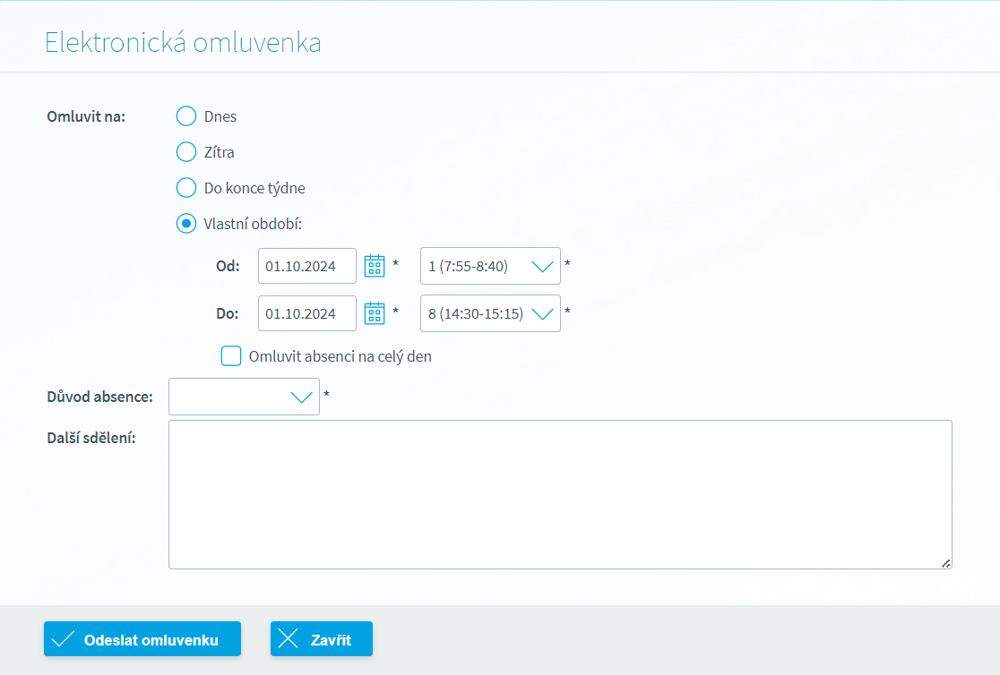 Elektronická omluvenka
Omluvit na:
Dnes
Zítra
Do konce týdne
Vlastní období:
Od: 01.10.2024 * 1 (7:55-8:40) *
Do: 01.10.2024 * 8 (14:30-15:15) *
Omluvit absenci na celý den
Důvod absence: *
Další sdělení:
Odeslat omluvenku Zavřít